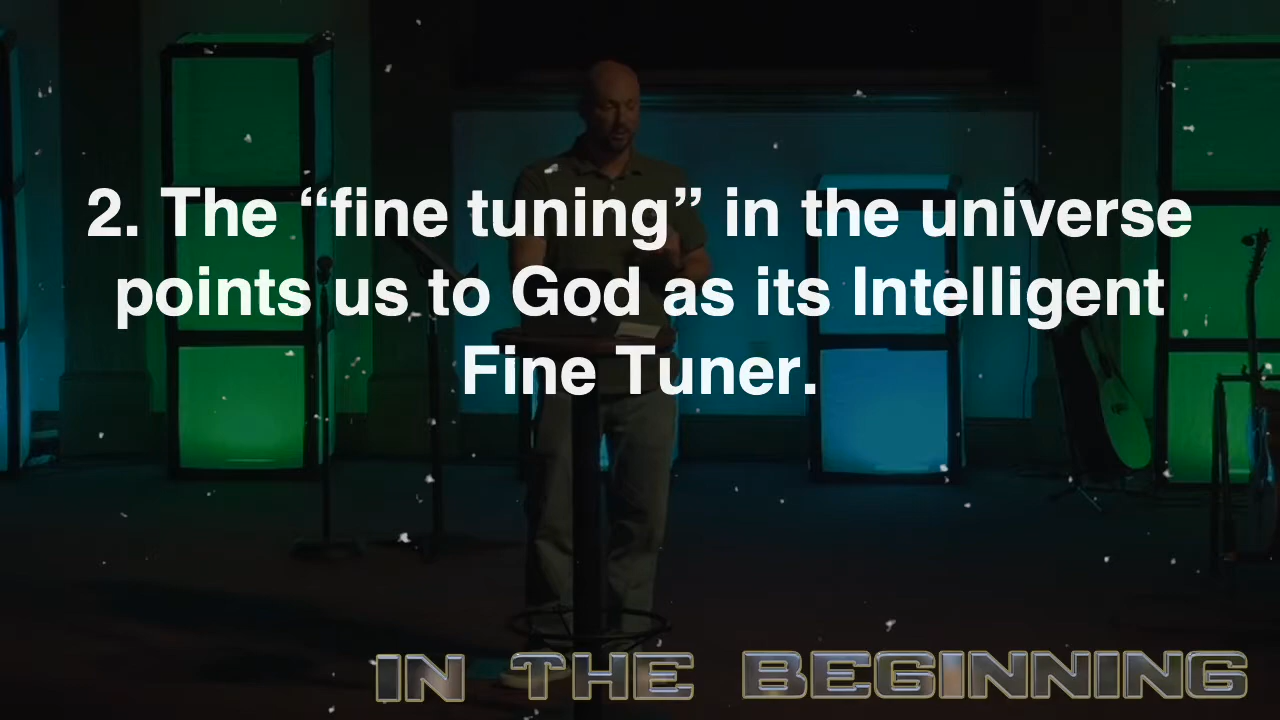 2. The “fine tuning” in the universe
points us to God as its Intelligent
Fine Tuner.
IN THE BEGINNING